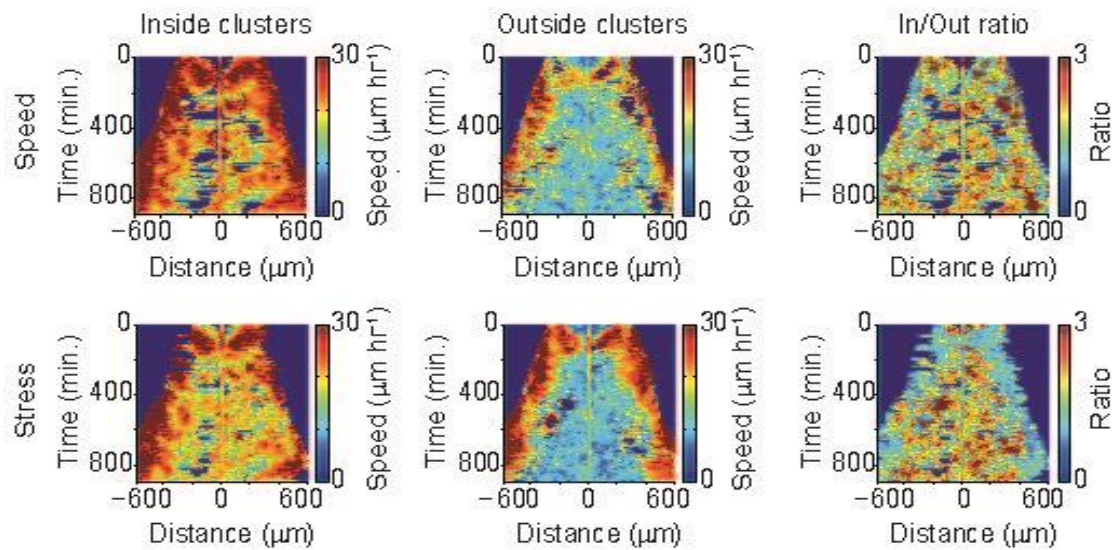 Inside clusters
Outside clusters
In/Out ratio
Speed
Time (min.)
0
400
800
30
0
Speed (µm hr⁻¹)
−600 0 600
Distance (µm)
Time (min.)
0
400
800
30
0
Speed (µm hr⁻¹)
−600 0 600
Distance (µm)
Time (min.)
0
400
800
3
0
Ratio
−600 0 600
Distance (µm)
Stress
Time (min.)
0
400
800
30
0
Speed (µm hr⁻¹)
−600 0 600
Distance (µm)
Time (min.)
0
400
800
30
0
Speed (µm hr⁻¹)
−600 0 600
Distance (µm)
Time (min.)
0
400
800
3
0
Ratio
−600 0 600
Distance (µm)